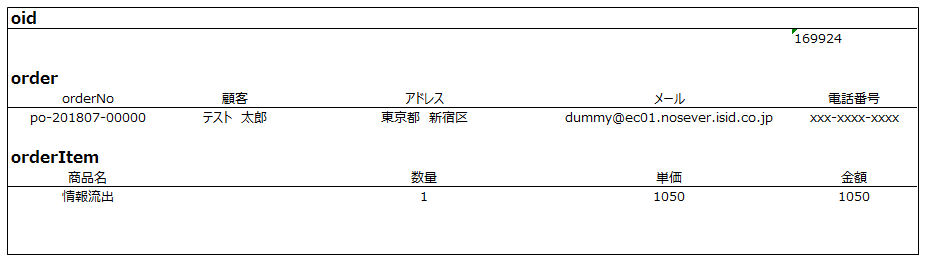 oid
169924
order
orderNo 顧客 アドレス メール 電話番号
po-201807-00000 テスト 太郎 東京都 新宿区 dummy@ec01.nosever.isid.co.jp xxx-xxxx-xxxx
orderItem
商品名 数量 単価 金額
情報流出 1 1050 1050